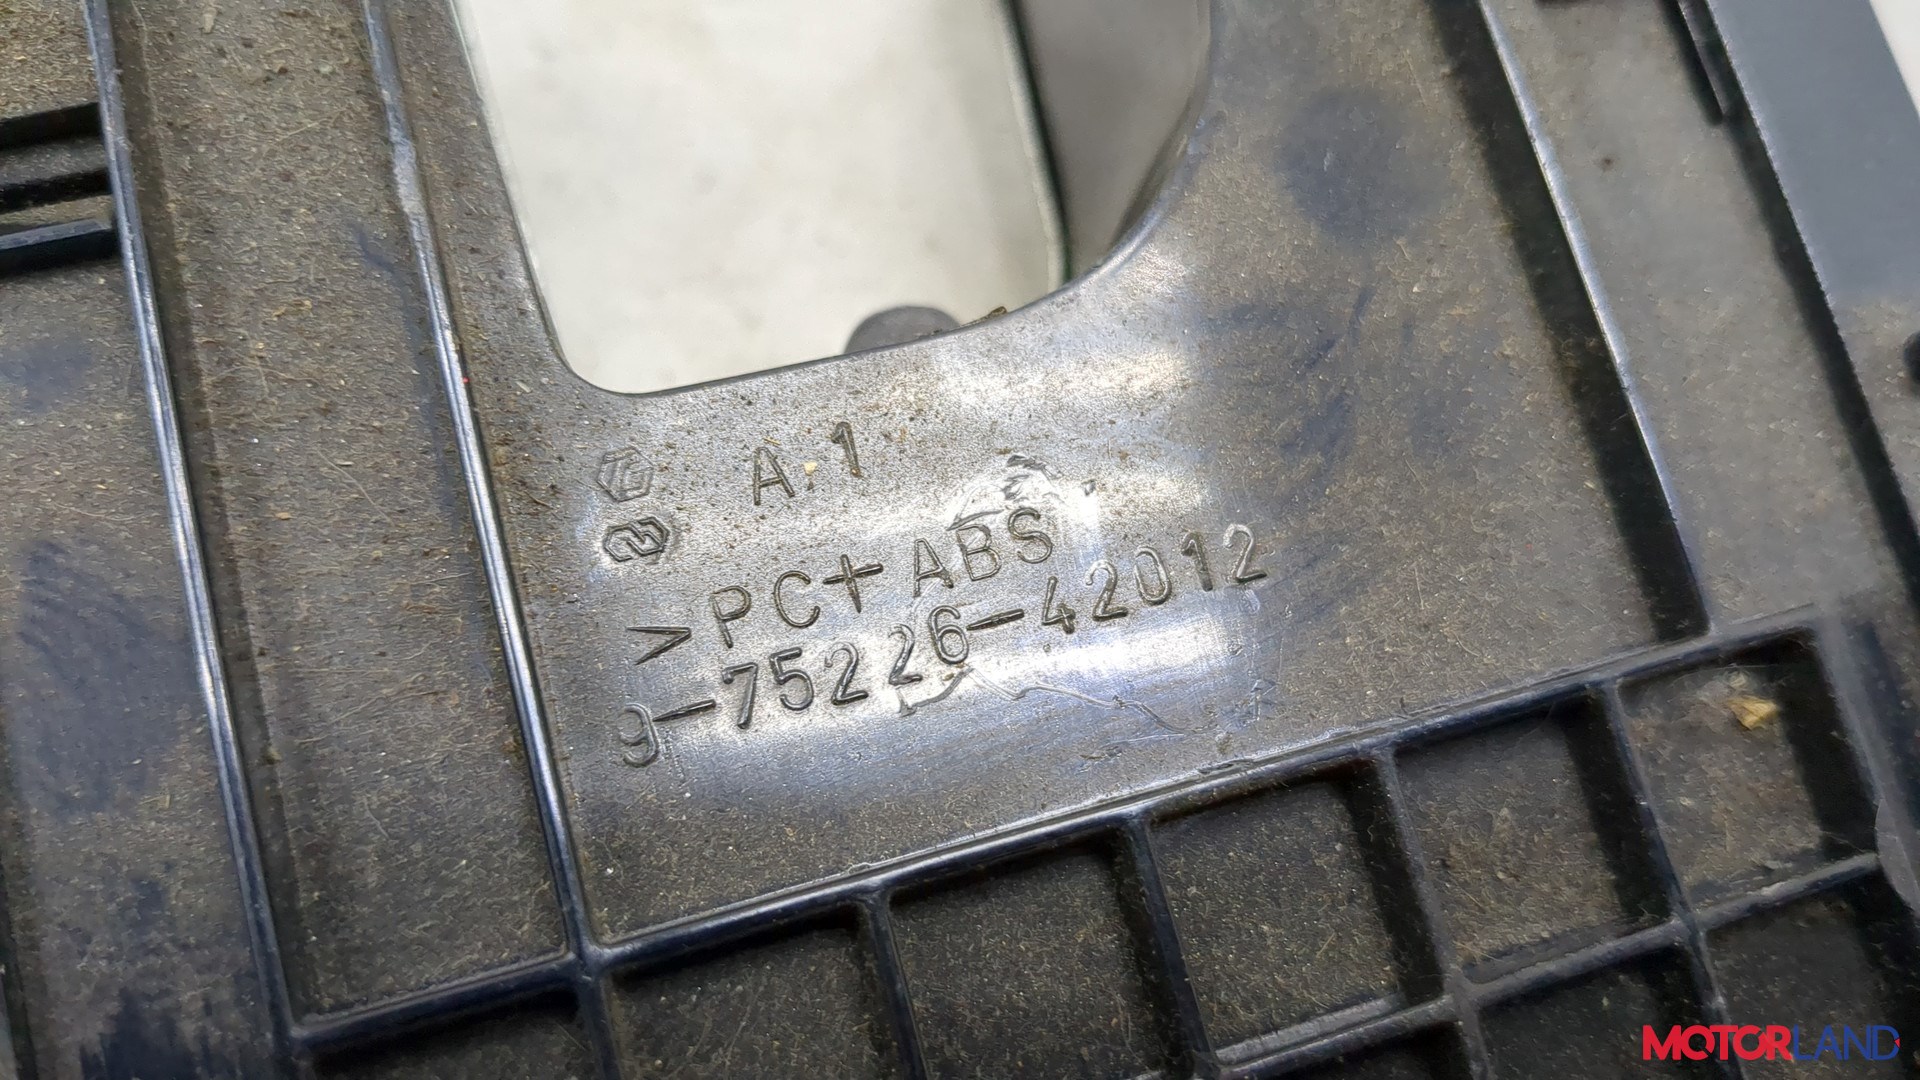 A.1
>PC+ABS
9-75226-42012
MOTORLAND